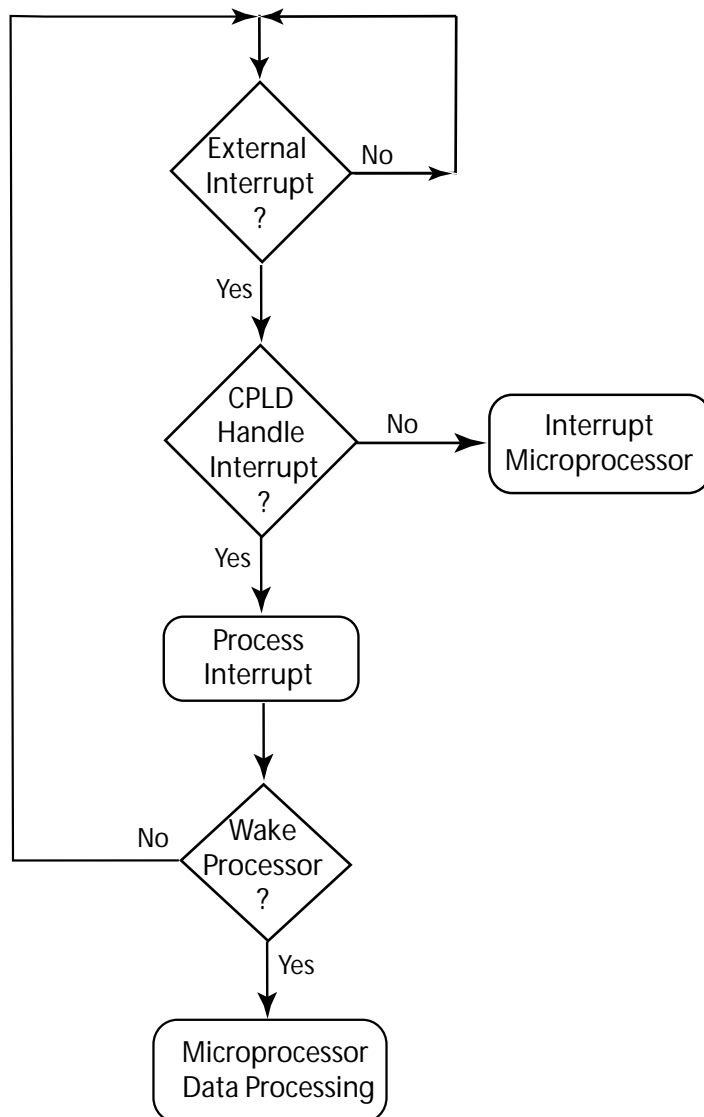 External
Interrupt
?
No
Yes
CPLD
Handle
Interrupt
?
No
Interrupt
Microprocessor
Yes
Process
Interrupt
No
Wake
Processor
?
Yes
Microprocessor
Data Processing